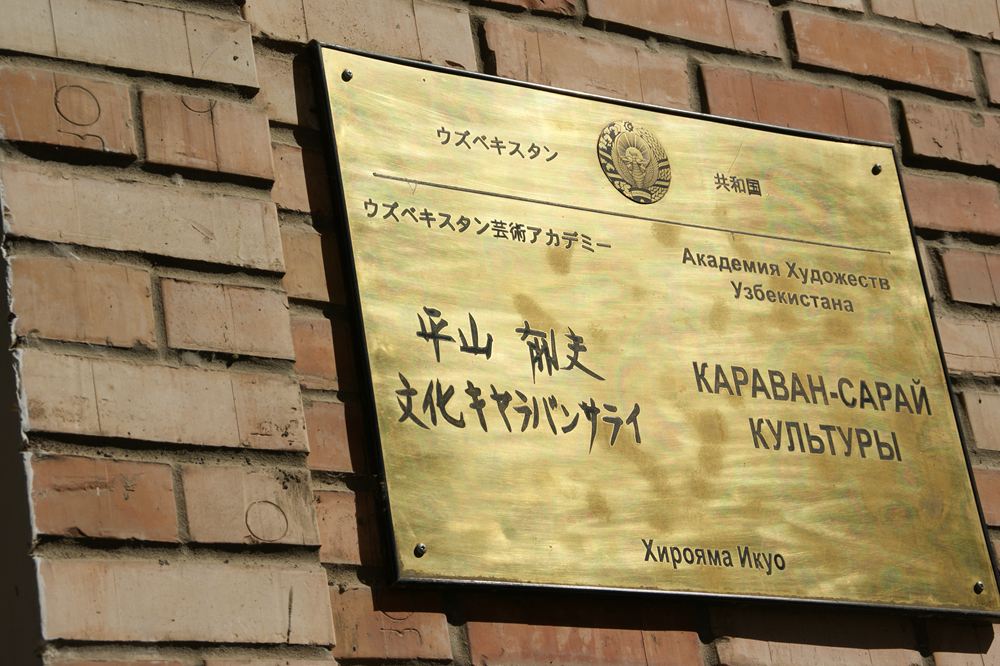 ウズベキスタン 共和国
ウズベキスタン芸術アカデミー
Академия Художеств
Узбекистана
平山 郁夫
文化キャラバンサライ
КАРАВАН-САРАЙ
КУЛЬТУРЫ
Хирояма Икуо